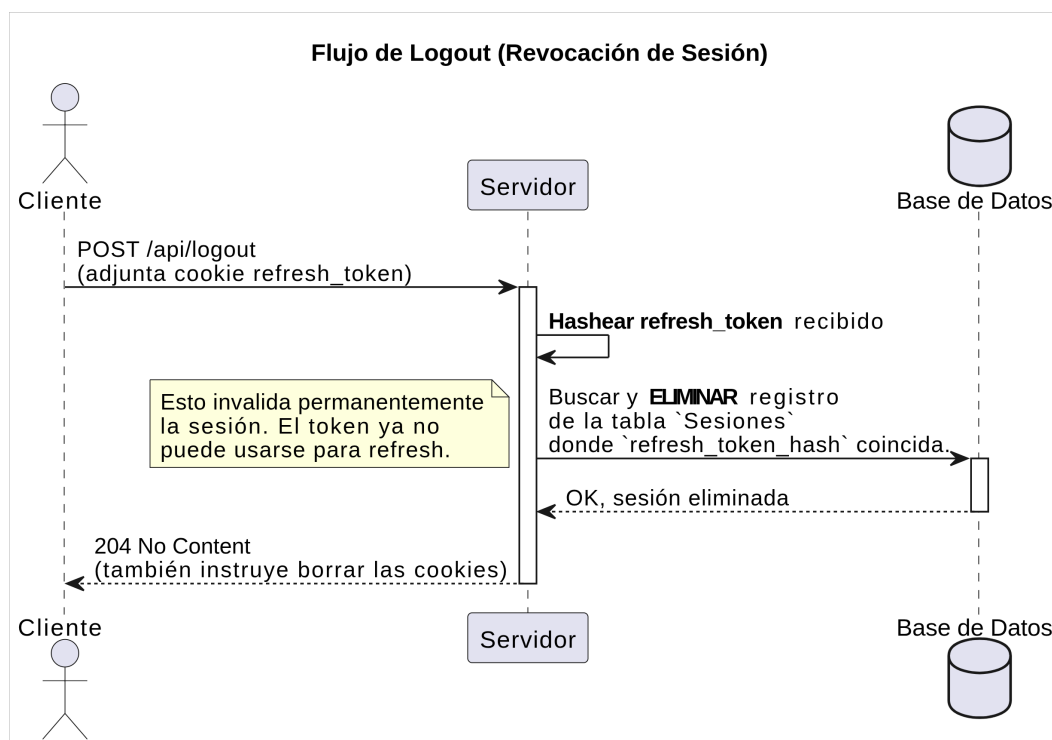 Flujo de Logout (Revocación de Sesión)
Cliente
Servidor
Base de Datos
POST /api/logout
(adjunta cookie refresh_token)
Hashear refresh_token recibido
Esto invalida permanentemente
la sesión. El token ya no
puede usarse para refresh.
Buscar y ELIMINAR registro
de la tabla `Sesiones`
donde `refresh_token_hash` coincida.
OK, sesión eliminada
204 No Content
(también instruye borrar las cookies)
Cliente
Servidor
Base de Datos